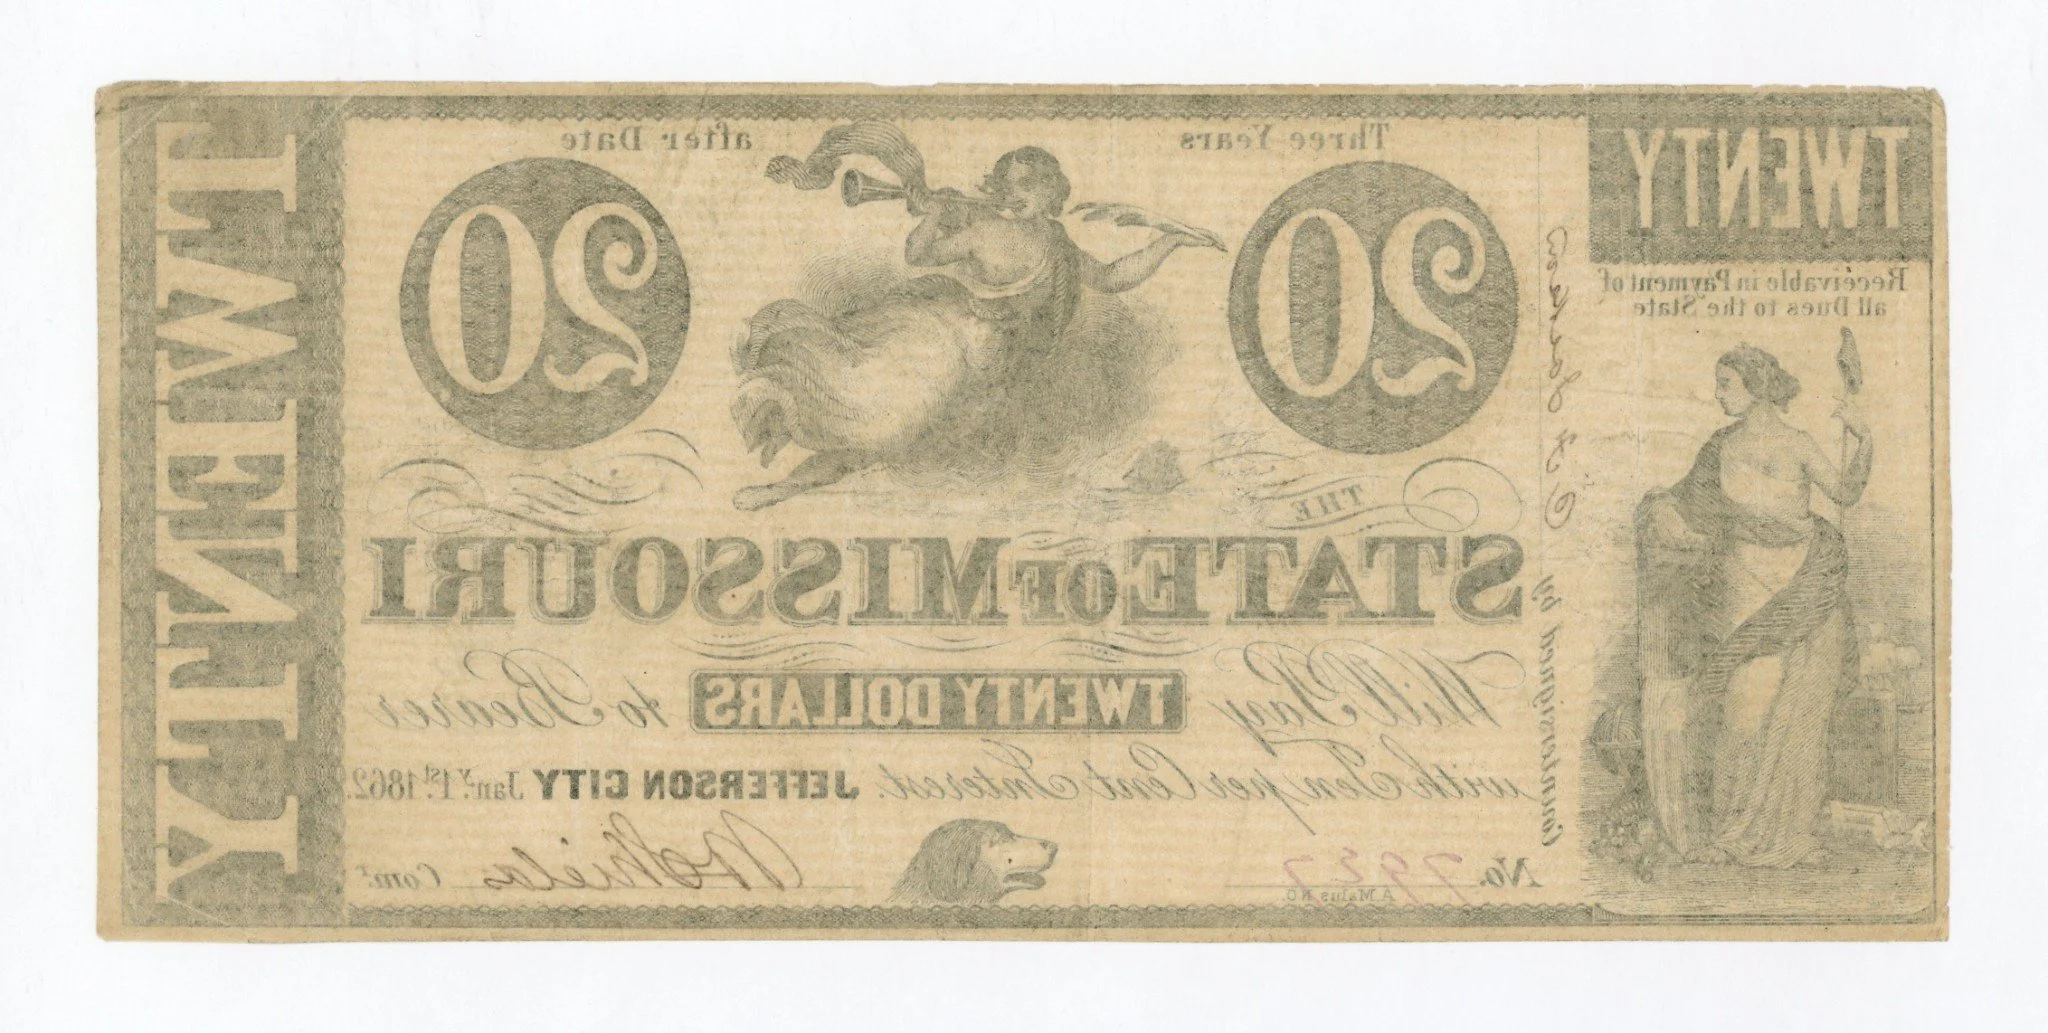 TWENTY
Receivable in Payment of
all Dues to the State
Three Years after Date
20 20
THE
STATE OF MISSOURI
Will Pay TWENTY DOLLARS to Bearer
with Ten per Cent Interest. JEFFERSON CITY Jany. 1st. 1862.
No. 7937
A. Malus N.O.
Comr.
Countersigned by
TWENTY